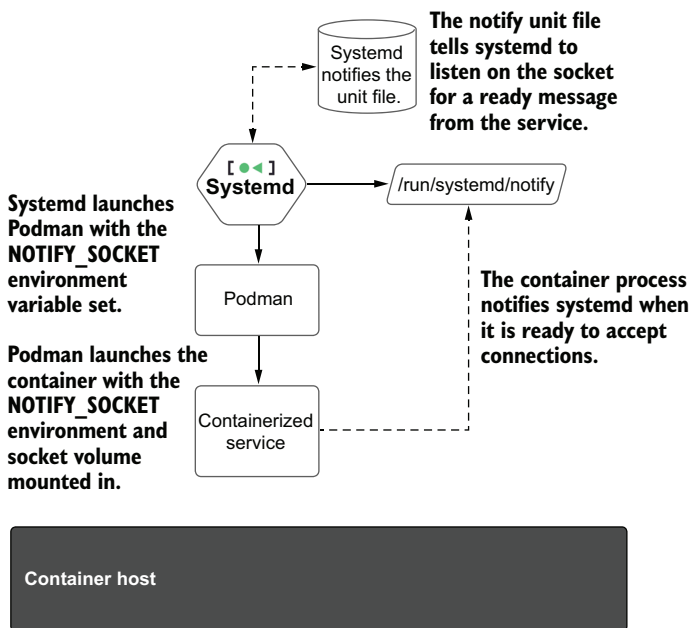 The notify unit file
tells systemd to
listen on the socket
for a ready message
from the service.
Systemd
notifies the
unit file.
Systemd
/run/systemd/notify
Systemd launches
Podman with the
NOTIFY_SOCKET
environment
variable set.
Podman
The container process
notifies systemd when
it is ready to accept
connections.
Podman launches the
container with the
NOTIFY_SOCKET
environment and
socket volume
mounted in.
Containerized
service
Container host